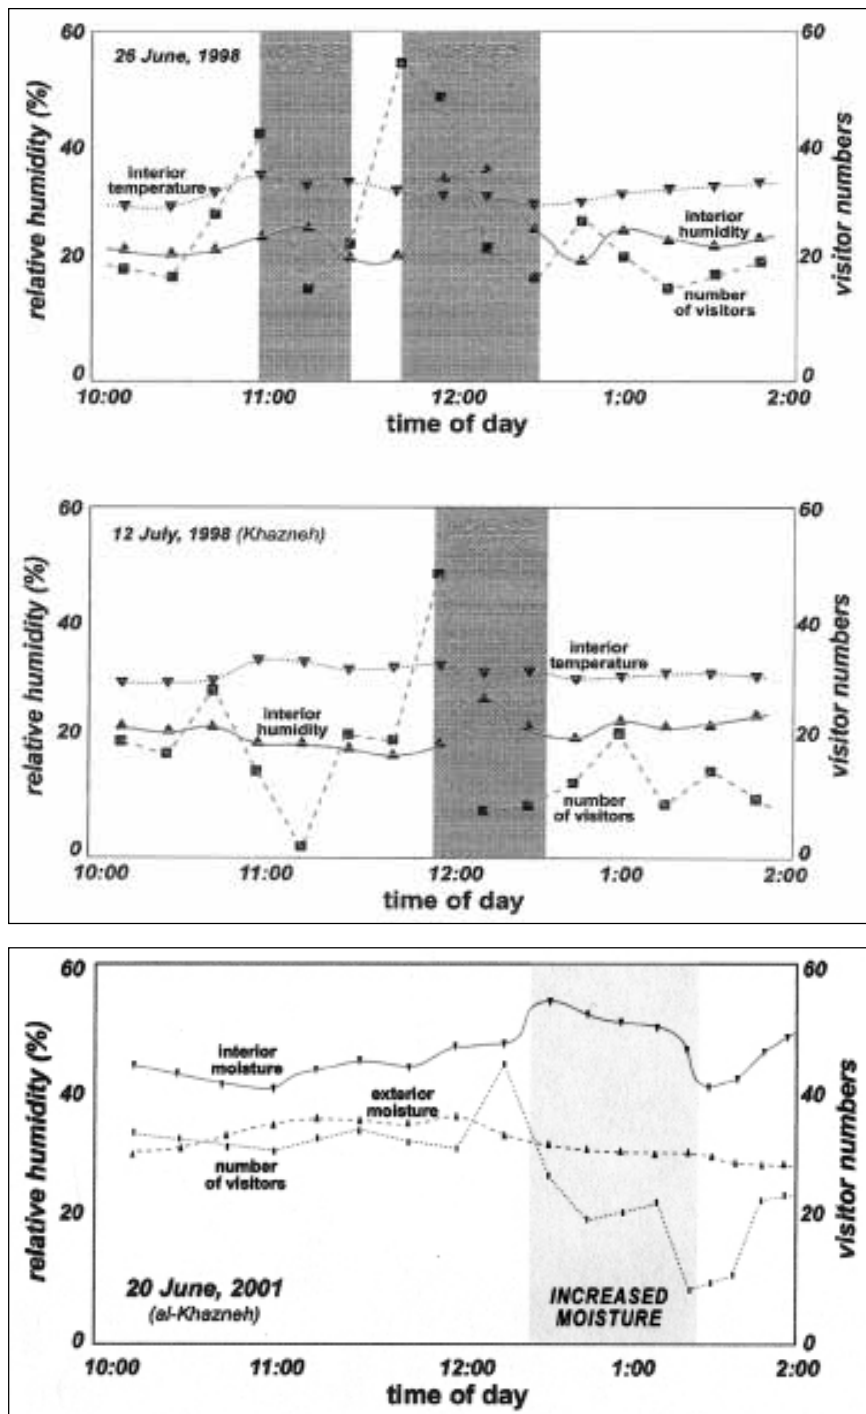 60
60
26 June, 1998
relative humidity (%)
visitor numbers
40
40
interior
temperature
interior
humidity
20
20
number
of visitors
0
0
10:00
11:00
12:00
1:00
2:00
time of day
60
60
12 July, 1998 (Khazneh)
relative humidity (%)
visitor numbers
40
40
interior
temperature
interior
humidity
20
20
number
of visitors
0
0
10:00
11:00
12:00
1:00
2:00
time of day
60
60
relative humidity (%)
visitor numbers
interior
moisture
40
40
exterior
moisture
number
of visitors
20
20
20 June, 2001
(al-Khazneh)
INCREASED
MOISTURE
0
0
10:00
11:00
12:00
1:00
2:00
time of day